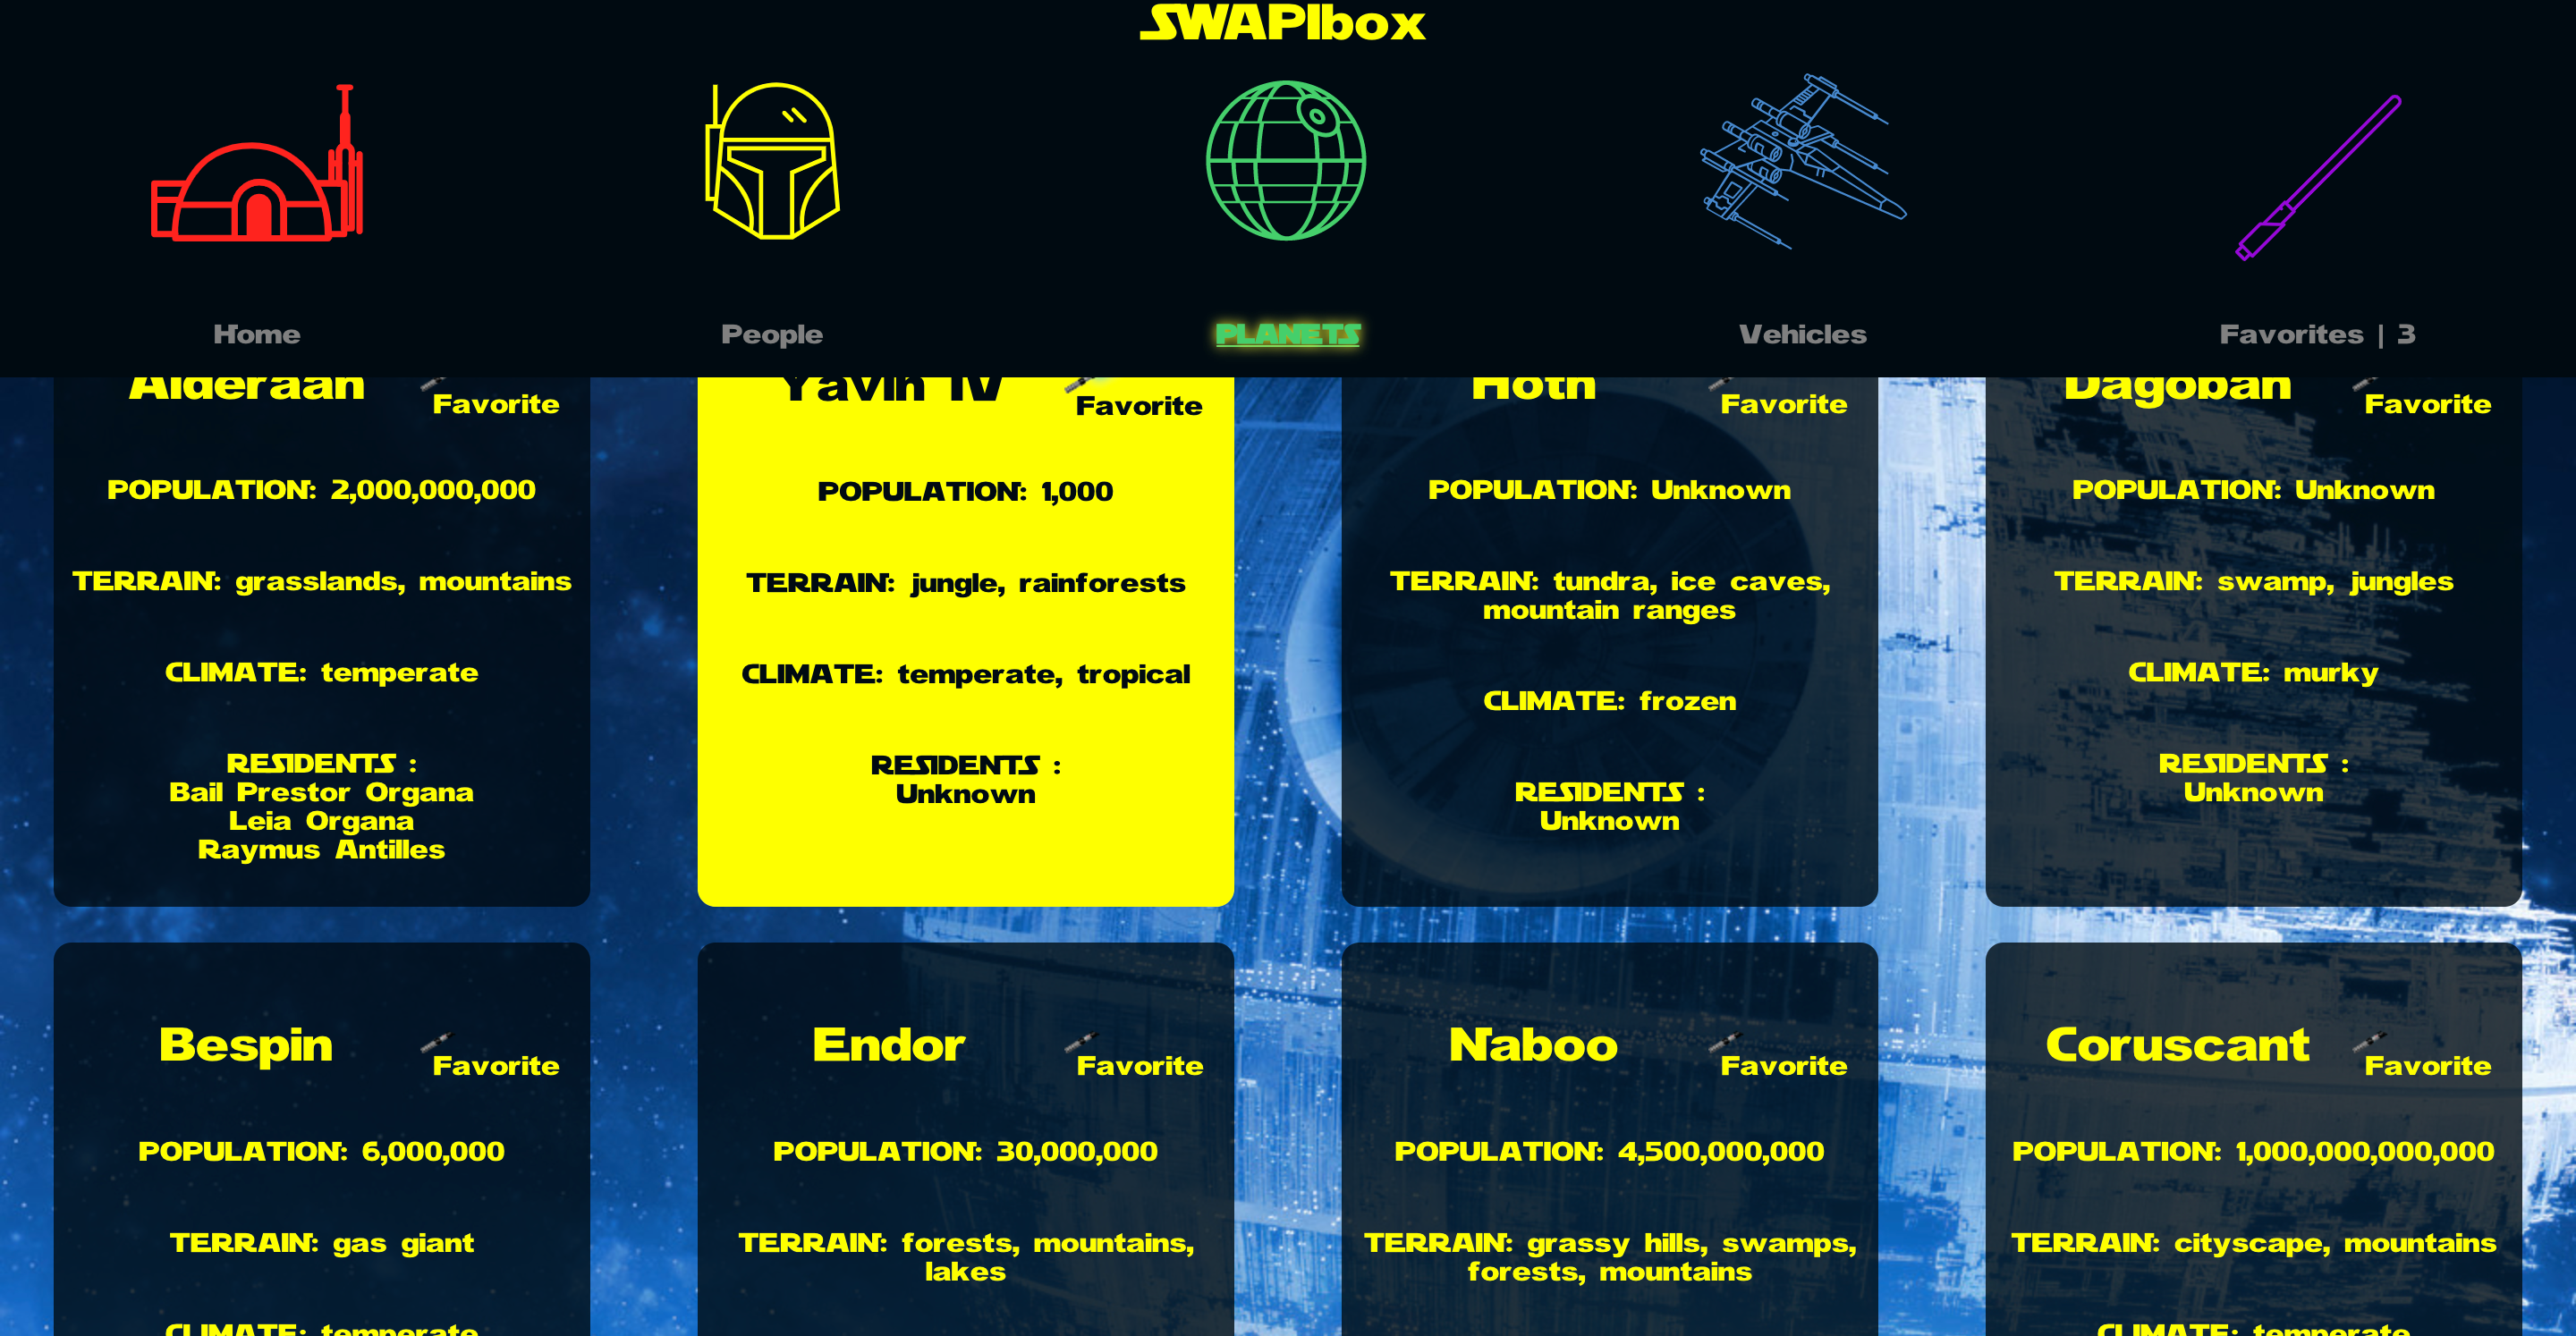 SWAPIbox
Home
People
PLANETS
Vehicles
Favorites | 3
Alderaan
Favorite
POPULATION: 2,000,000,000
TERRAIN: grasslands, mountains
CLIMATE: temperate
RESIDENTS :
Bail Prestor Organa
Leia Organa
Raymus Antilles
Yavin IV
Favorite
POPULATION: 1,000
TERRAIN: jungle, rainforests
CLIMATE: temperate, tropical
RESIDENTS :
Unknown
Hoth
Favorite
POPULATION: Unknown
TERRAIN: tundra, ice caves,
mountain ranges
CLIMATE: frozen
RESIDENTS :
Unknown
Dagobah
Favorite
POPULATION: Unknown
TERRAIN: swamp, jungles
CLIMATE: murky
RESIDENTS :
Unknown
Bespin
Favorite
POPULATION: 6,000,000
TERRAIN: gas giant
CLIMATE: temperate
Endor
Favorite
POPULATION: 30,000,000
TERRAIN: forests, mountains,
lakes
Naboo
Favorite
POPULATION: 4,500,000,000
TERRAIN: grassy hills, swamps,
forests, mountains
Coruscant
Favorite
POPULATION: 1,000,000,000,000
TERRAIN: cityscape, mountains
CLIMATE: temperate